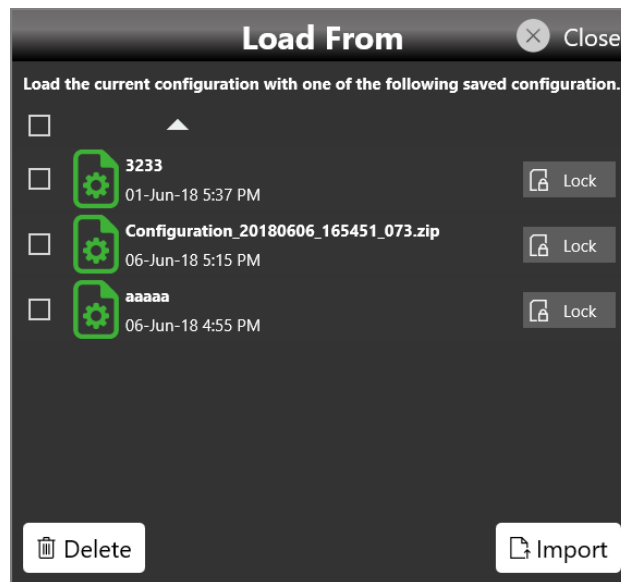 Load From
Close
Load the current configuration with one of the following saved configuration.
3233
01-Jun-18 5:37 PM
Lock
Configuration_20180606_165451_073.zip
06-Jun-18 5:15 PM
Lock
aaaaa
06-Jun-18 4:55 PM
Lock
Delete
Import